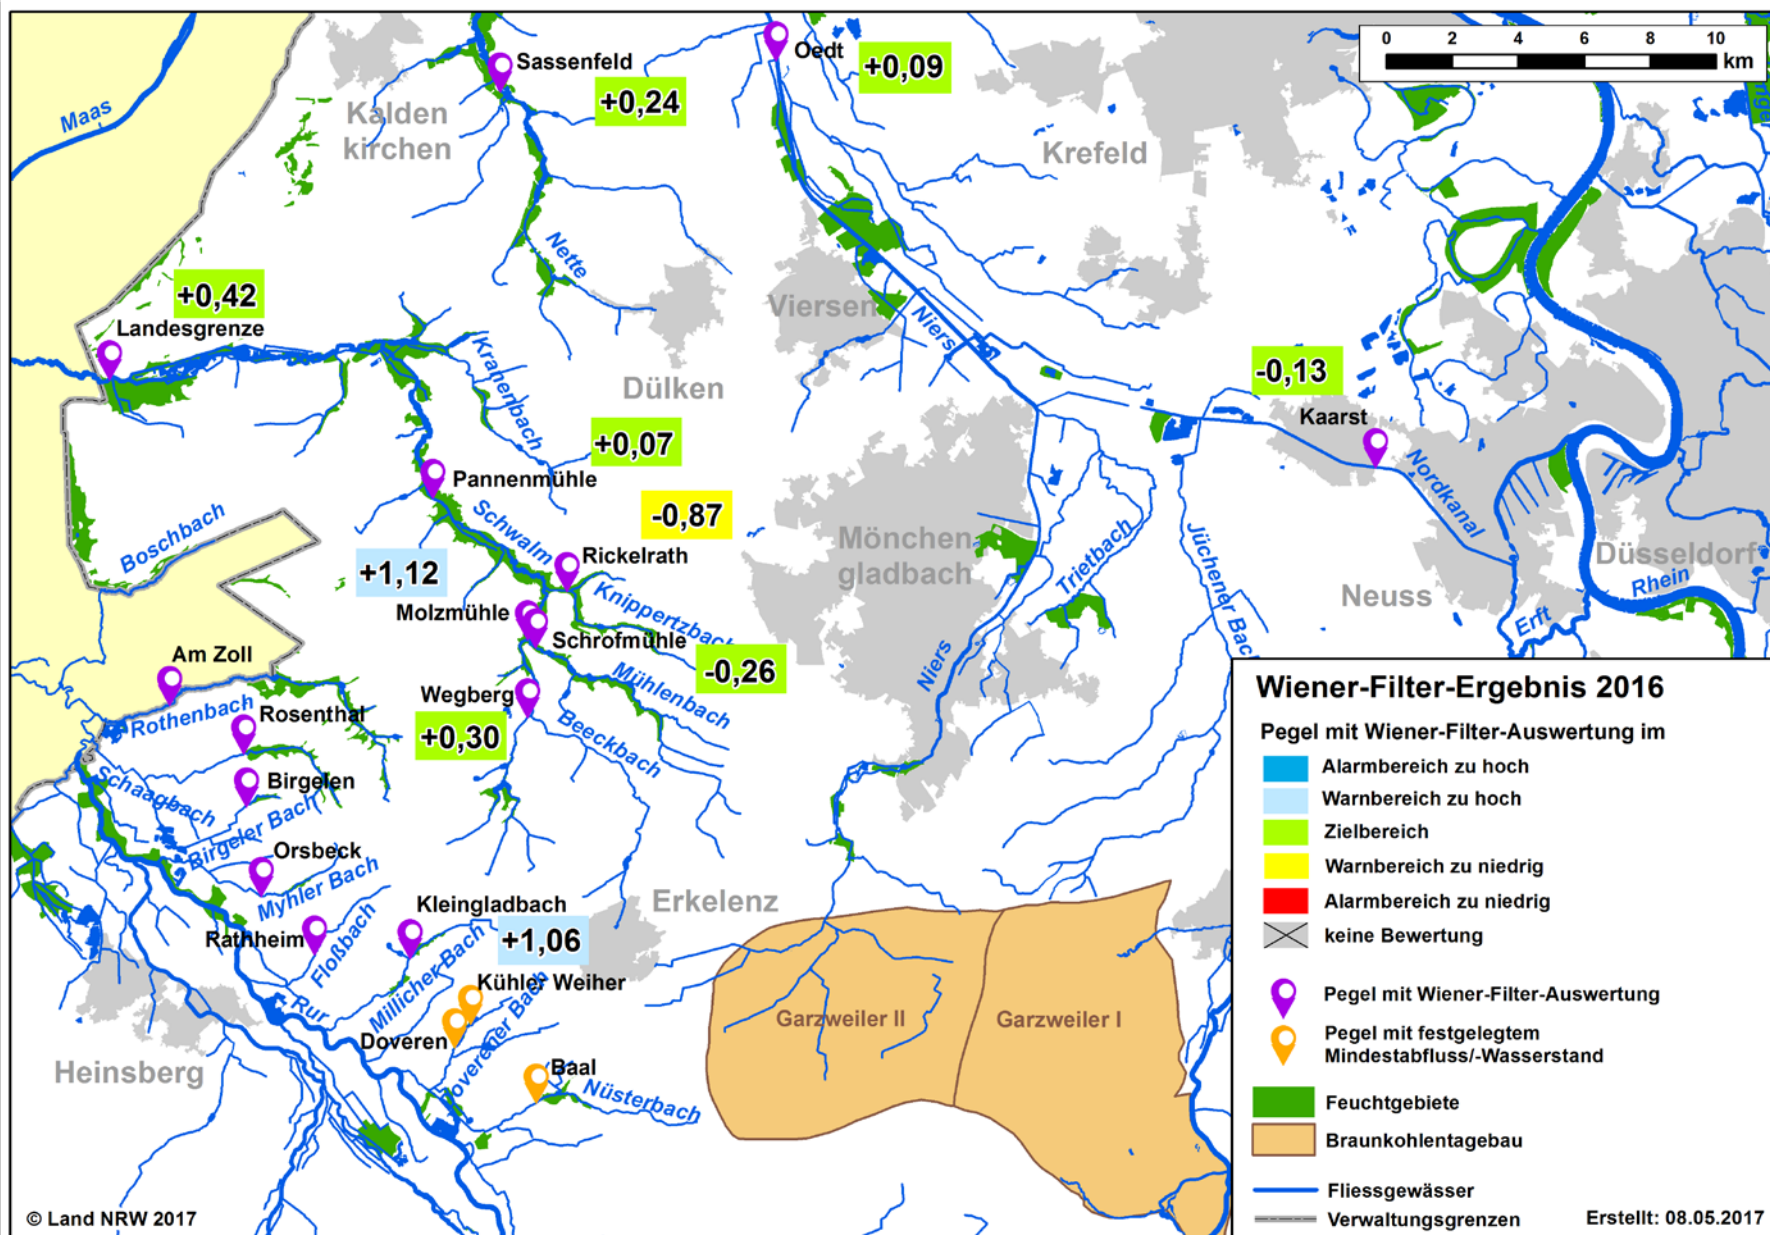 0 2 4 6 8 10
km
Maas
Sassenfeld
+0,24
Oedt
+0,09
Kalden
kirchen
Krefeld
Nette
+0,42
Landesgrenze
Viersen
Niers
Kranenbach
Dülken
-0,13
Kaarst
Nordkanal
+0,07
Pannenmühle
-0,87
Schwalm
Rickelrath
Boschbach
+1,12
Molzmühle
Schrofmühle
Knippertzbach
Mönchen
gladbach
Trietbach
Jüchener Bach
Neuss
Düsseldorf
Rhein
Erft
Niers
-0,26
Mühlenbach
Am Zoll
Rothenbach
Rosenthal
Wegberg
+0,30
Beeckbach
Schaagbach
Birgelen
Birgeler Bach
Orsbeck
Myhler Bach
Rathheim
Floßbach
Kleingladbach
+1,06
Erkelenz
Millicher Bach
Kühler Weiher
Doveren
Doverener Bach
Rur
Heinsberg
Baal
Nüsterbach
Garzweiler II
Garzweiler I
Wiener-Filter-Ergebnis 2016
Pegel mit Wiener-Filter-Auswertung im
Alarmbereich zu hoch
Warnbereich zu hoch
Zielbereich
Warnbereich zu niedrig
Alarmbereich zu niedrig
keine Bewertung
Pegel mit Wiener-Filter-Auswertung
Pegel mit festgelegtem
Mindestabfluss/-Wasserstand
Feuchtgebiete
Braunkohlentagebau
Fliessgewässer
Verwaltungsgrenzen
Erstellt: 08.05.2017
© Land NRW 2017